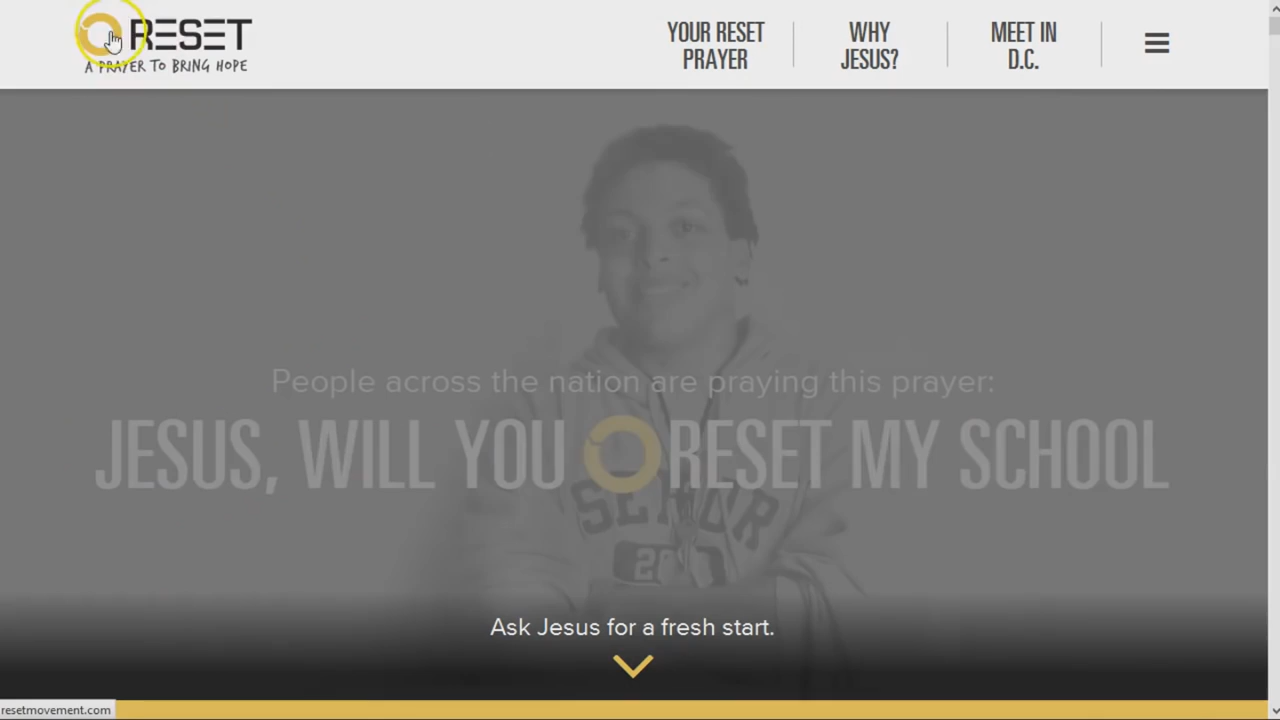 RESET
A PRAYER TO BRING HOPE
YOUR RESET
PRAYER
WHY
JESUS?
MEET IN
D.C.
People across the nation are praying this prayer:
JESUS, WILL YOU RESET MY SCHOOL
Ask Jesus for a fresh start.
resetmovement.com